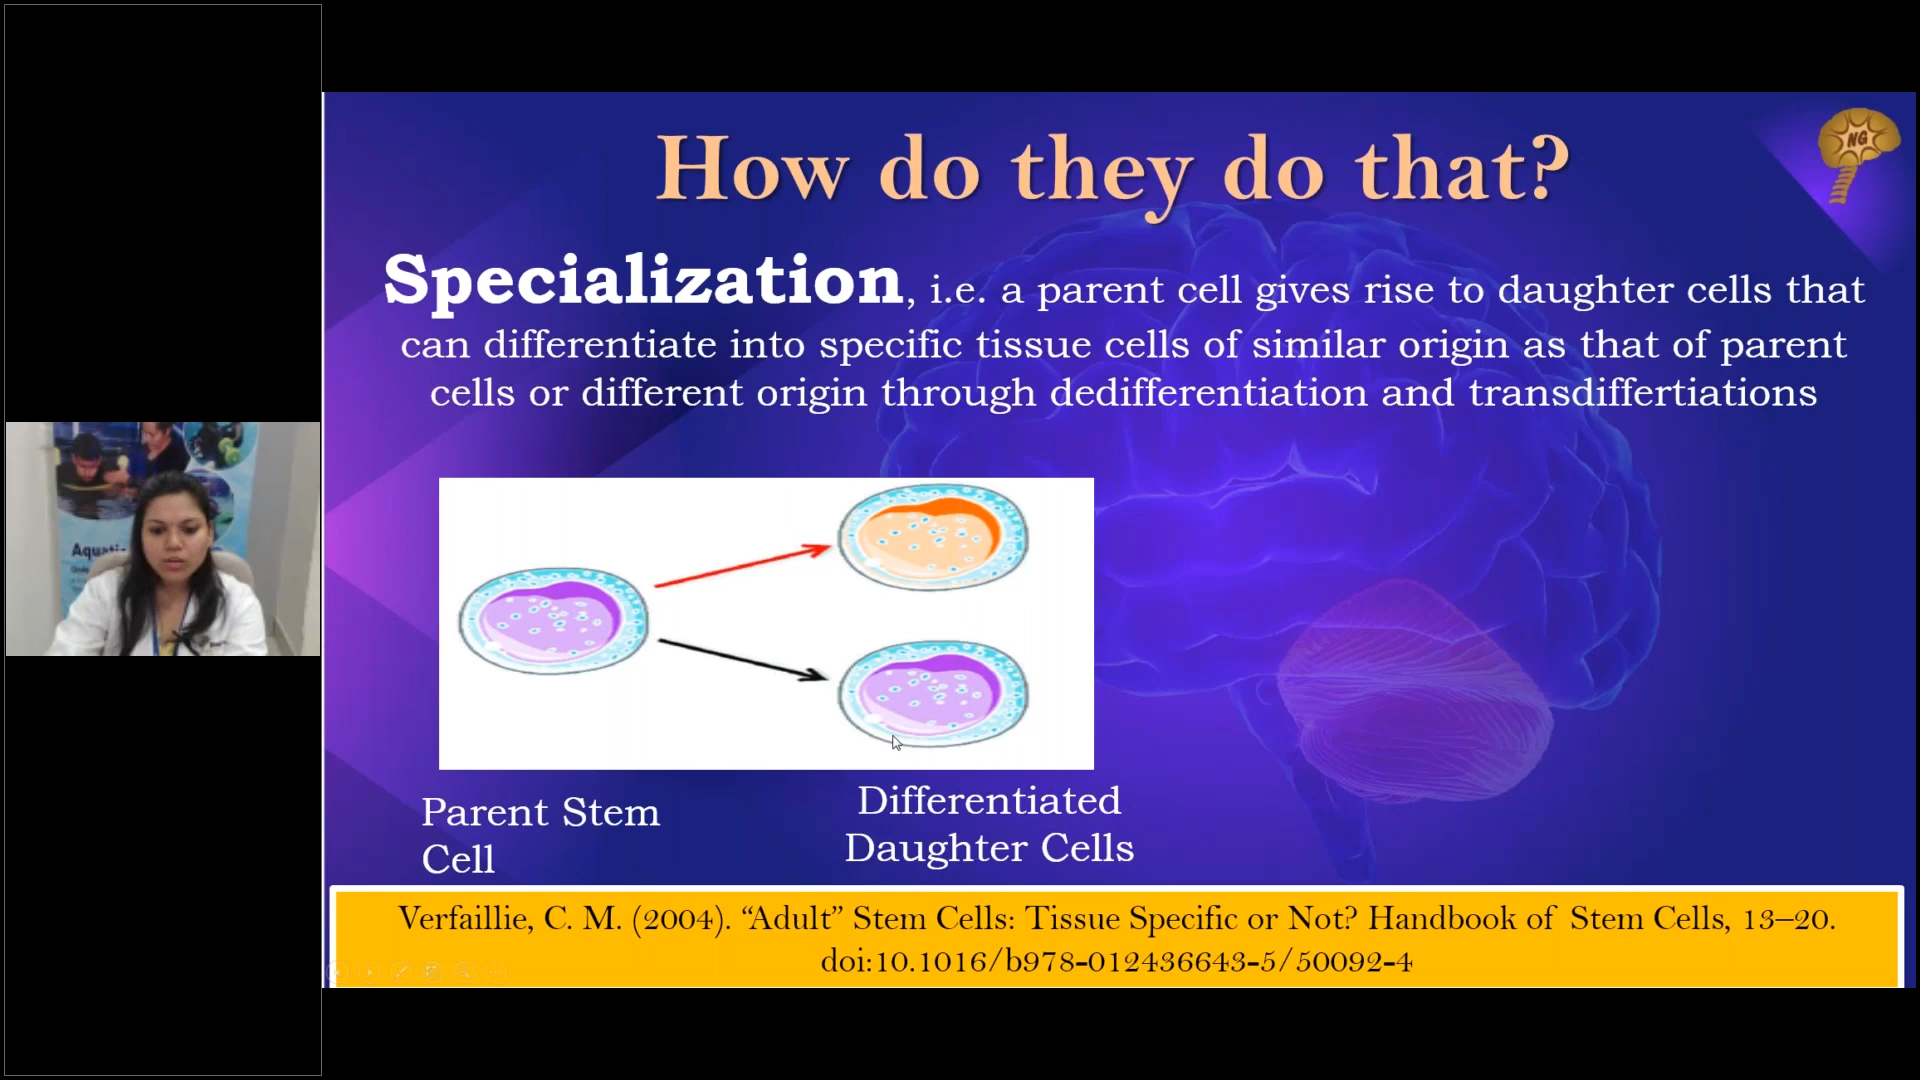 How do they do that?
NG
Specialization, i.e. a parent cell gives rise to daughter cells that
can differentiate into specific tissue cells of similar origin as that of parent
cells or different origin through dedifferentiation and transdiffertiations
Parent Stem
Cell
Differentiated
Daughter Cells
Verfaillie, C. M. (2004). “Adult” Stem Cells: Tissue Specific or Not? Handbook of Stem Cells, 13–20.
doi:10.1016/b978-012436643-5/50092-4